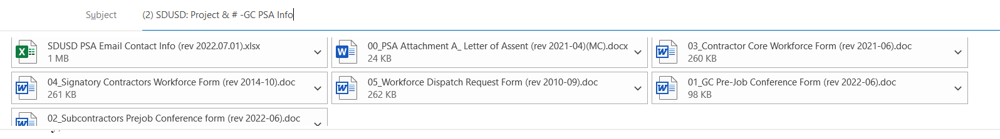 Subject (2) SDUSD: Project & # -GC PSA Info
SDUSD PSA Email Contact Info (rev 2022.07.01).xlsx
1 MB
00_PSA Attachment A_ Letter of Assent (rev 2021-04)(MC).docx
24 KB
03_Contractor Core Workforce Form (rev 2021-06).doc
260 KB
04_Signatory Contractors Workforce Form (rev 2014-10).doc
261 KB
05_Workforce Dispatch Request Form (rev 2010-09).doc
262 KB
01_GC Pre-Job Conference Form (rev 2022-06).doc
98 KB
02_Subcontractors Prejob Conference form (rev 2022-06).doc